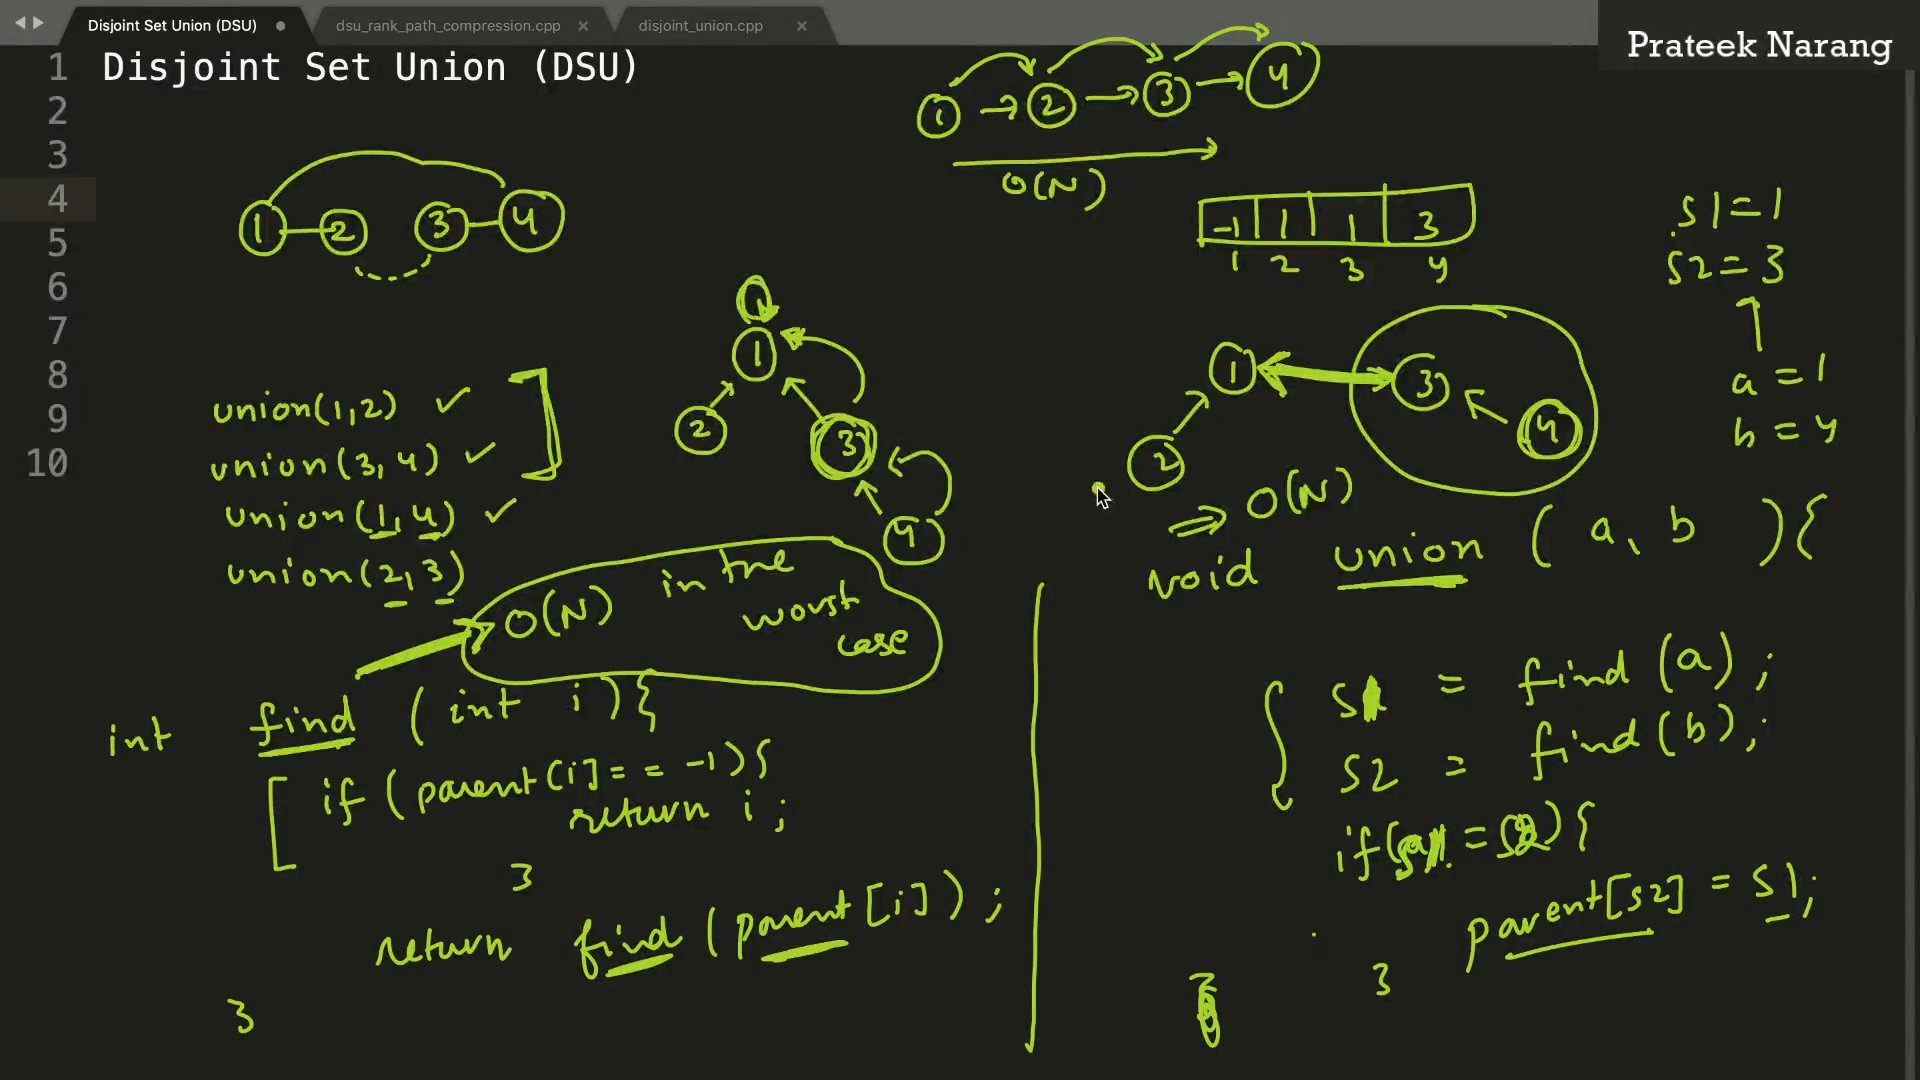 Disjoint Set Union (DSU)
dsu_rank_path_compression.cpp
disjoint_union.cpp
Prateek Narang
1 Disjoint Set Union (DSU)
2
3
4
5
6
7
8
9
10
1 → 2 → 3 → 4
O(N)
1 2 3 4
-1 1 1 3
1 2 3 4
s1=1
s2=3
a=1
b=4
union(1,2) ✓
union(3,4) ✓
union(1,4) ✓
union(2,3)
1
2 3
4
1 3
2 4
O(N) in the worst case
int find (int i){
if (parent[i]== -1){
return i;
}
return find (parent[i]);
}
⇒ O(N)
void union (a, b){
s1 = find(a);
s2 = find(b);
parent[s2] = s1;
}